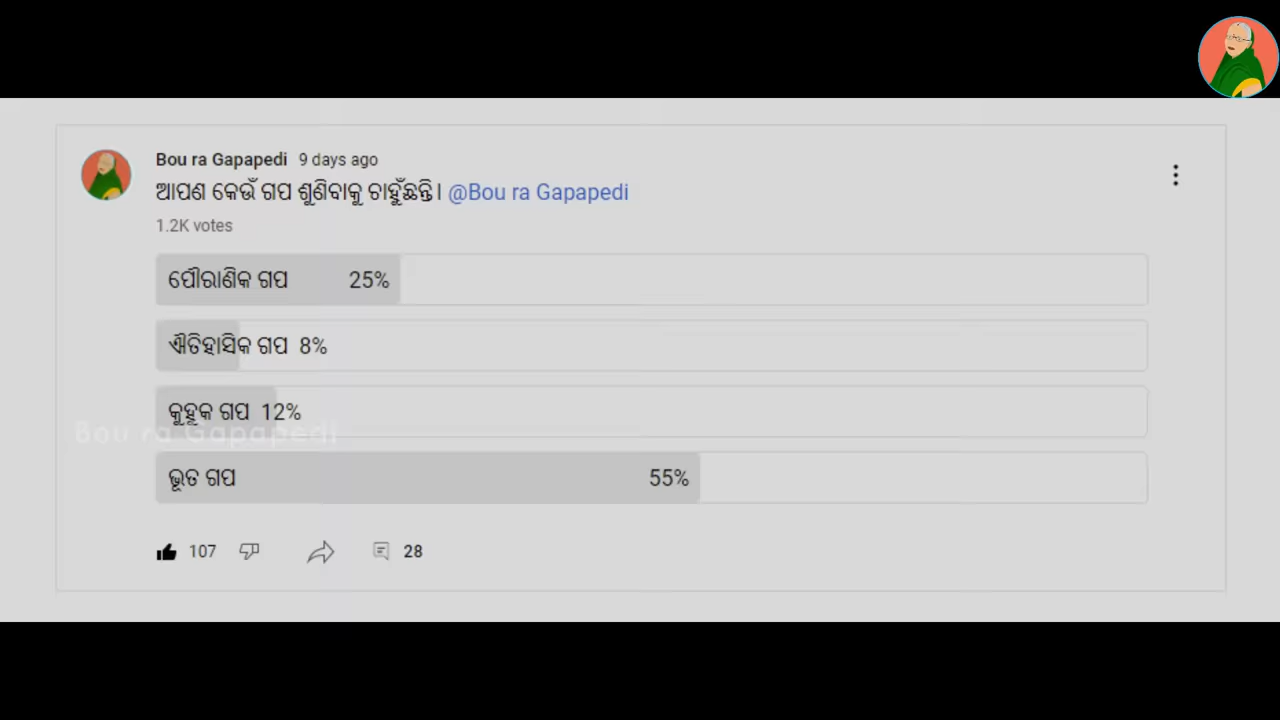 Bou ra Gapapedi 9 days ago
ଆପଣ କେଉଁ ଗପ ଶୁଣିବାକୁ ଚାହୁଁଛନ୍ତି। @Bou ra Gapapedi
1.2K votes
ପୌରାଣିକ ଗପ 25%
ଐତିହାସିକ ଗପ 8%
କୁହୁକ ଗପ 12%
Bou ra Gapapedi
ଭୂତ ଗପ 55%
107 28